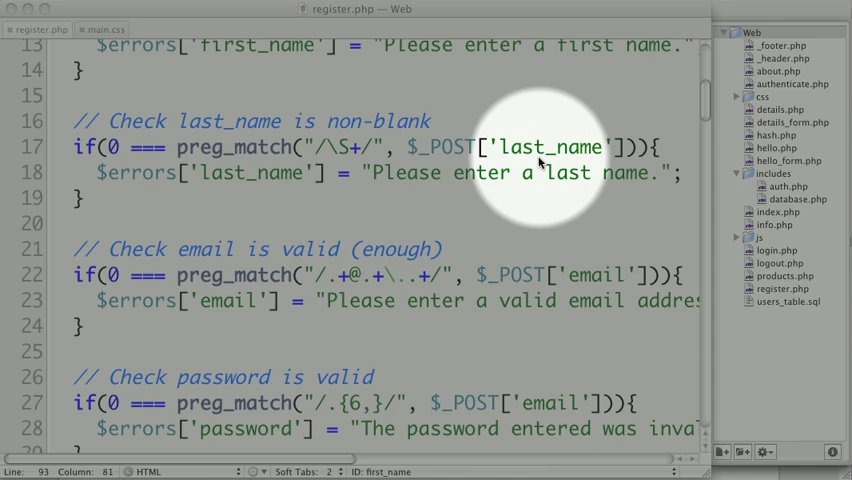 register.php — Web
register.php
main.css
13 $errors['first_name'] = "Please enter a first name."
14 }
15
16 // Check last_name is non-blank
17 if(0 === preg_match("/\S+/", $_POST['last_name'])){
18 $errors['last_name'] = "Please enter a last name.";
19 }
20
21 // Check email is valid (enough)
22 if(0 === preg_match("/.+@.+\..+/", $_POST['email'])){
23 $errors['email'] = "Please enter a valid email addres
24 }
25
26 // Check password is valid
27 if(0 === preg_match("/.{6,}/", $_POST['email'])){
28 $errors['password'] = "The password entered was inval
Line: 93 Column: 81 HTML Soft Tabs: 2 ID: first_name
Web
_footer.php
_header.php
about.php
authenticate.php
css
details.php
details_form.php
hash.php
hello.php
hello_form.php
includes
auth.php
database.php
index.php
info.php
js
login.php
logout.php
products.php
register.php
users_table.sql